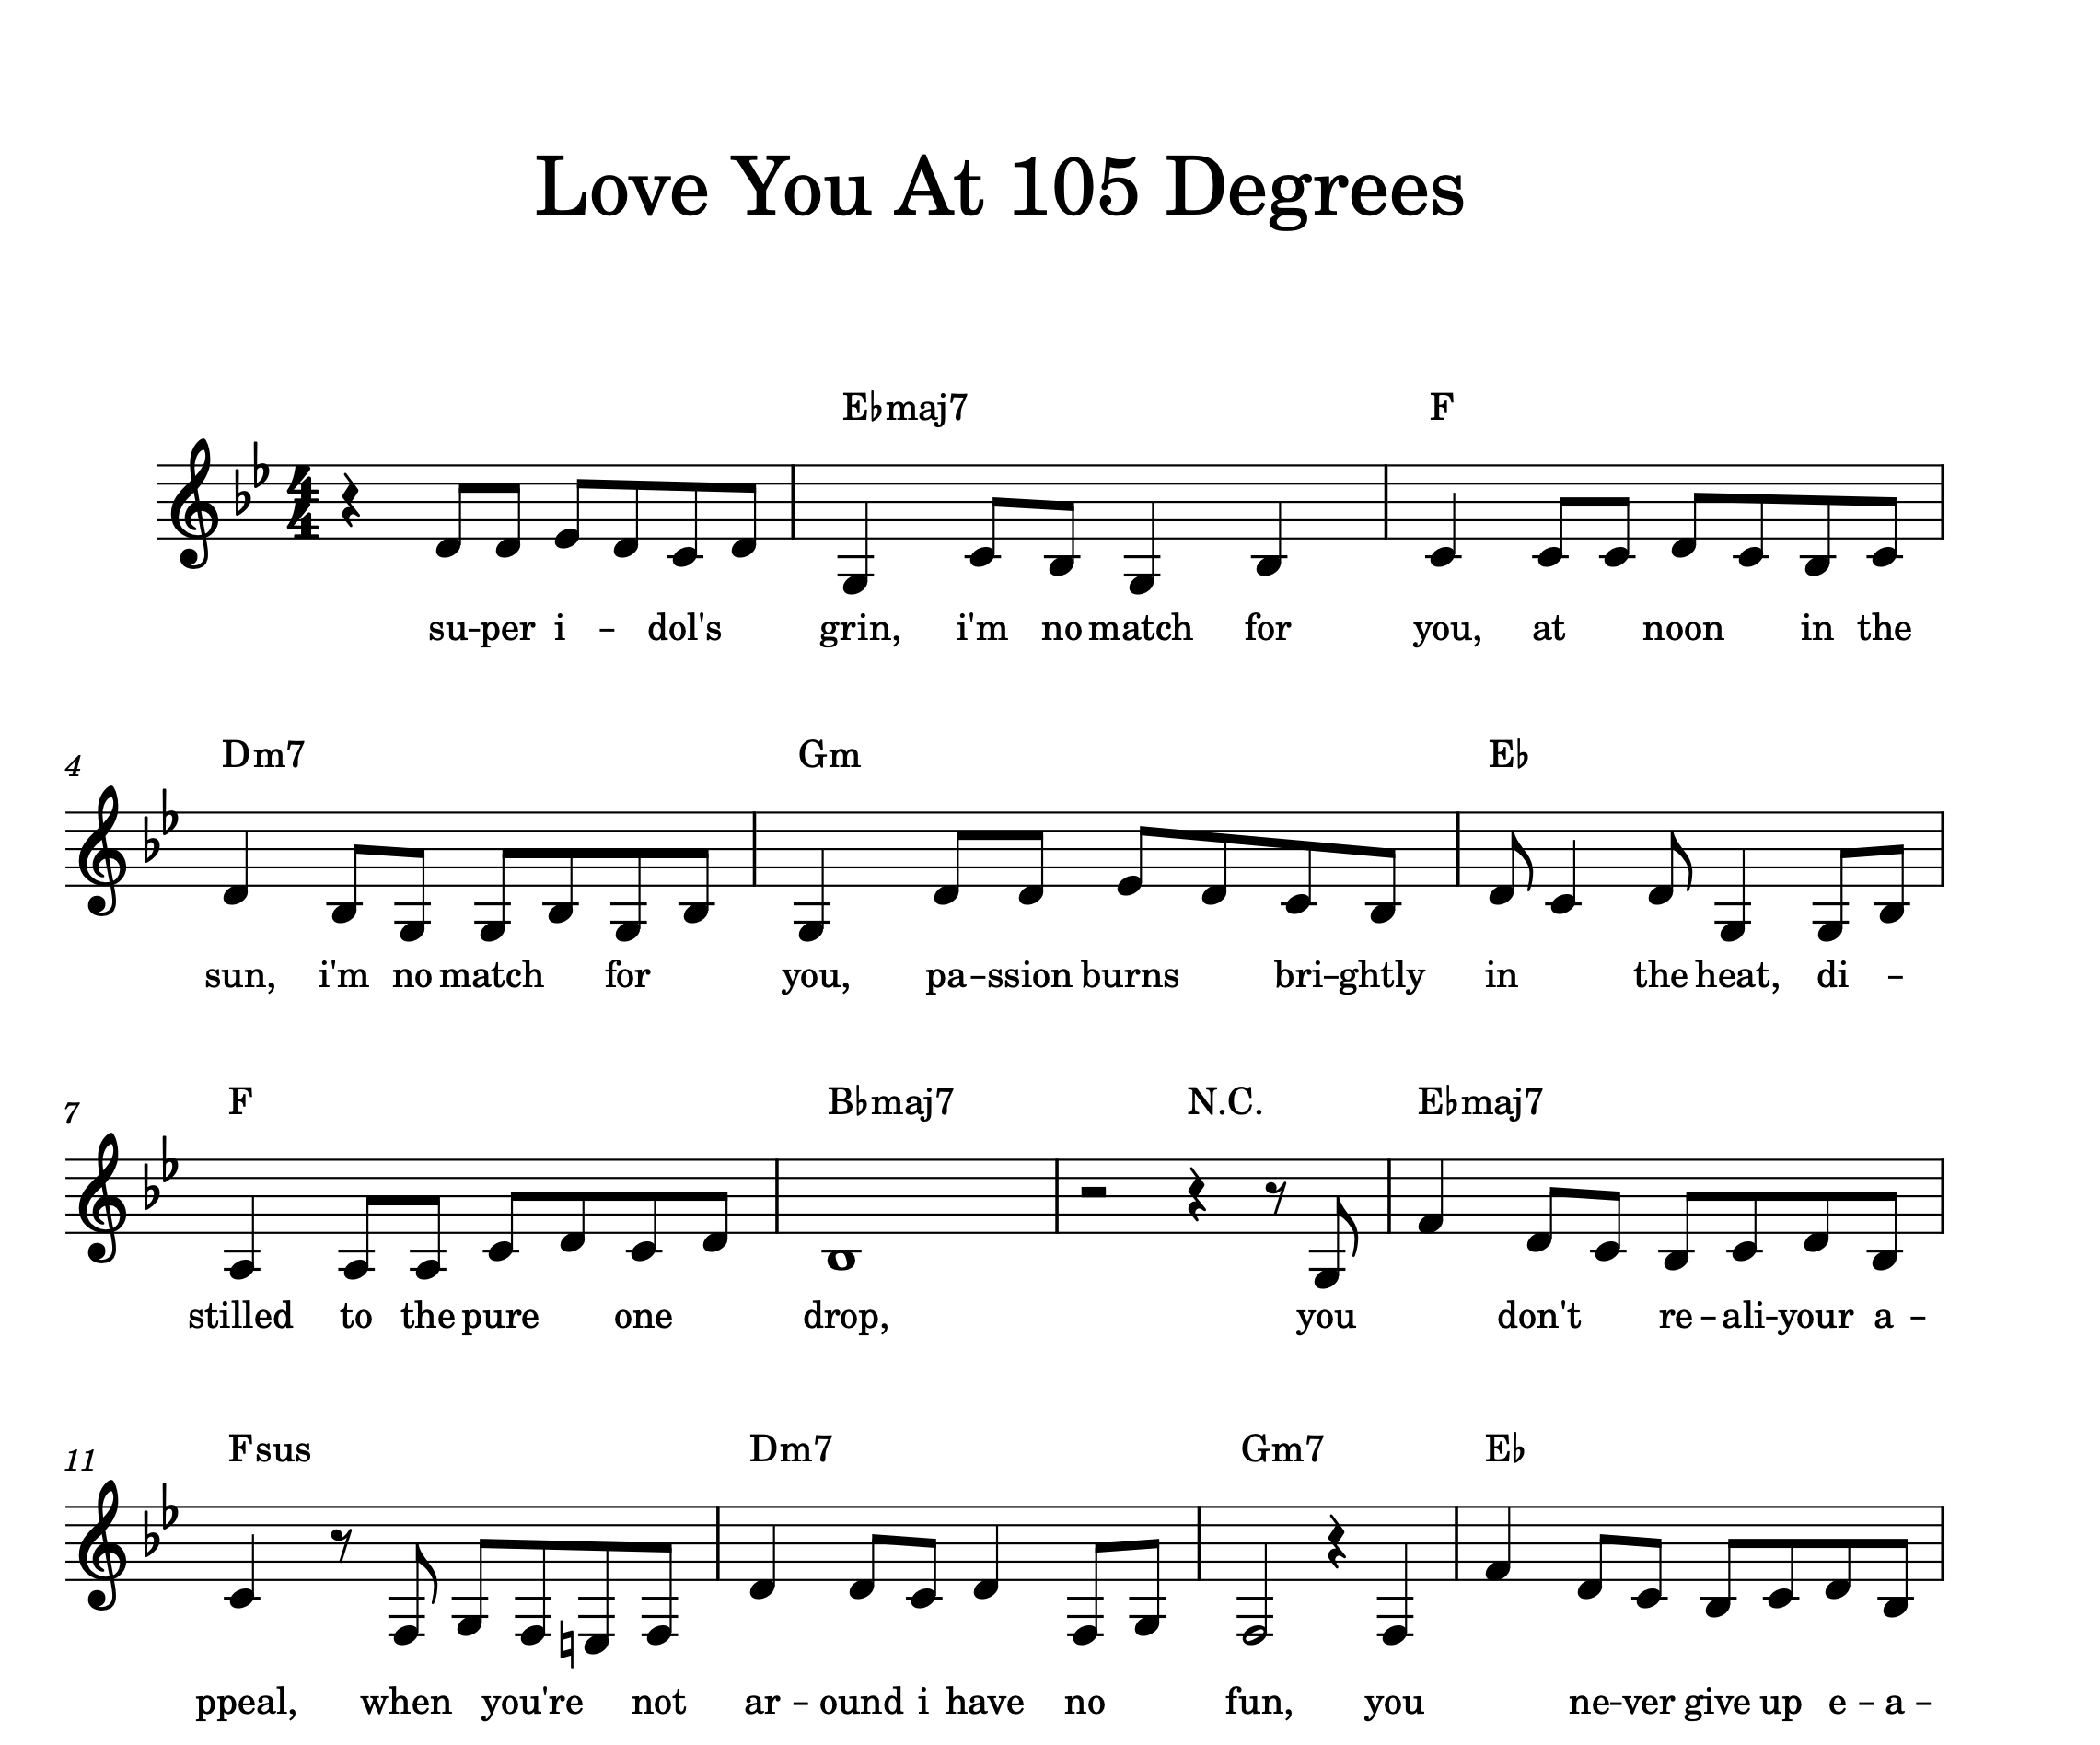 Love You At 105 Degrees
E♭maj7 F
4/4
su-per i - dol's grin, i'm no match for you, at noon in the
4 Dm7 Gm E♭
sun, i'm no match for you, pa-ssion burns bri-ghtly in the heat, di -
7 F B♭maj7 N.C. E♭maj7
stilled to the pure one drop, you don't re-ali-your a-
11 Fsus Dm7 Gm7 E♭
ppeal, when you're not ar-ound i have no fun, you ne-ver give up e-a-